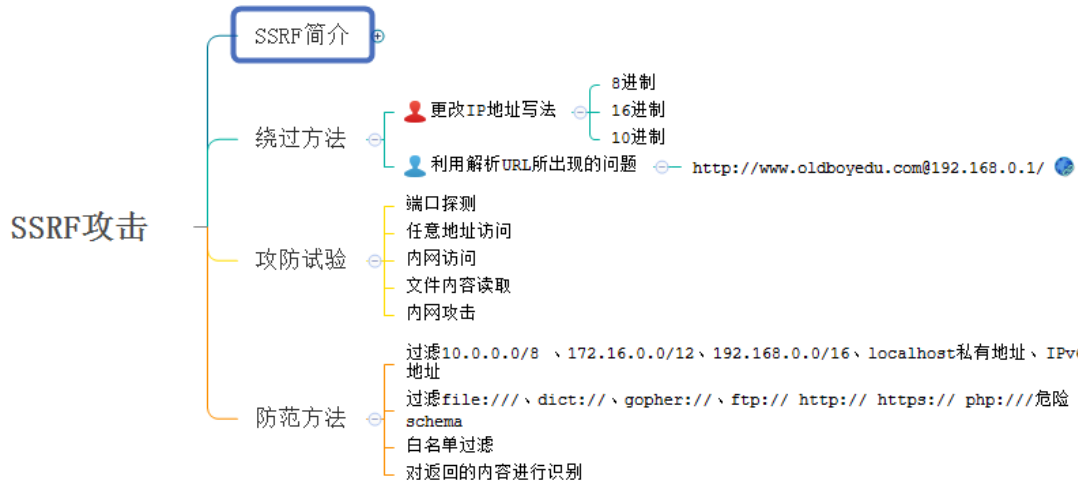 SSRF攻击
SSRF简介
绕过方法
更改IP地址写法
8进制
16进制
10进制
利用解析URL所出现的问题
http://www.oldboyedu.com@192.168.0.1/
攻防试验
端口探测
任意地址访问
内网访问
文件内容读取
内网攻击
防范方法
过滤10.0.0.0/8 、172.16.0.0/12、192.168.0.0/16、localhost私有地址、IPv6
地址
过滤file:///、dict://、gopher://、ftp:// http:// https:// php:///危险
schema
白名单过滤
对返回的内容进行识别